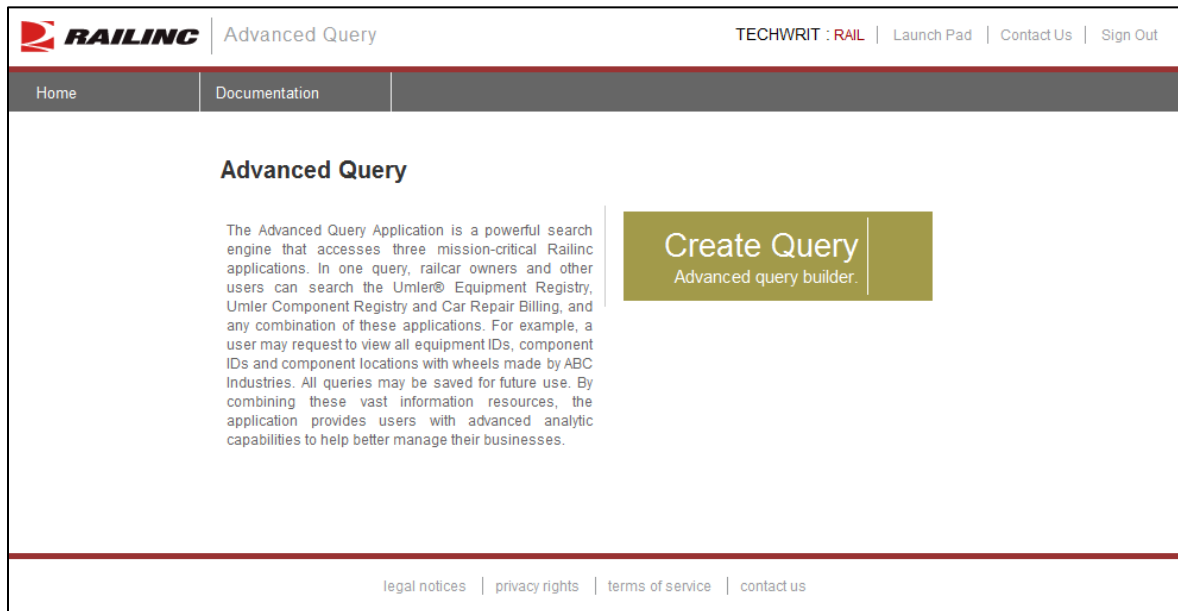 RAILINC Advanced Query TECHWRIT : RAIL Launch Pad Contact Us Sign Out
Home Documentation
Advanced Query
The Advanced Query Application is a powerful search
engine that accesses three mission-critical Railinc
applications. In one query, railcar owners and other
users can search the Umler® Equipment Registry,
Umler Component Registry and Car Repair Billing, and
any combination of these applications. For example, a
user may request to view all equipment IDs, component
IDs and component locations with wheels made by ABC
Industries. All queries may be saved for future use. By
combining these vast information resources, the
application provides users with advanced analytic
capabilities to help better manage their businesses.
Create Query
Advanced query builder.
legal notices privacy rights terms of service contact us